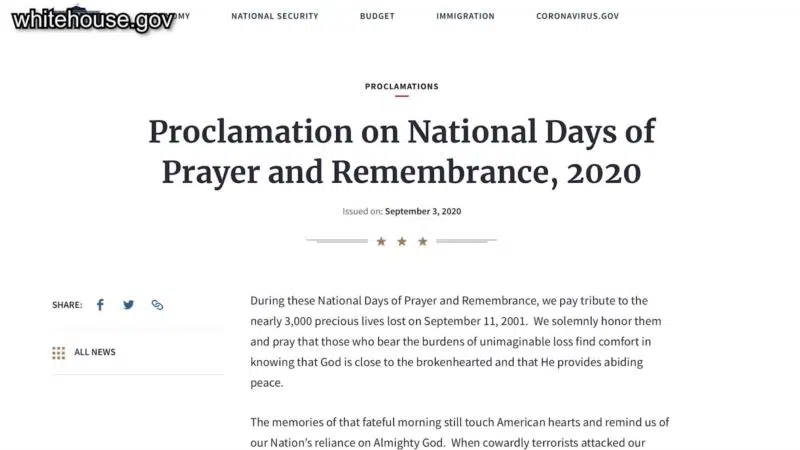 whitehouse.gov
OMY NATIONAL SECURITY BUDGET IMMIGRATION CORONAVIRUS.GOV
PROCLAMATIONS
Proclamation on National Days of
Prayer and Remembrance, 2020
Issued on: September 3, 2020
SHARE:
ALL NEWS
During these National Days of Prayer and Remembrance, we pay tribute to the
nearly 3,000 precious lives lost on September 11, 2001.  We solemnly honor them
and pray that those who bear the burdens of unimaginable loss find comfort in
knowing that God is close to the brokenhearted and that He provides abiding
peace.
The memories of that fateful morning still touch American hearts and remind us of
our Nation's reliance on Almighty God.  When cowardly terrorists attacked our